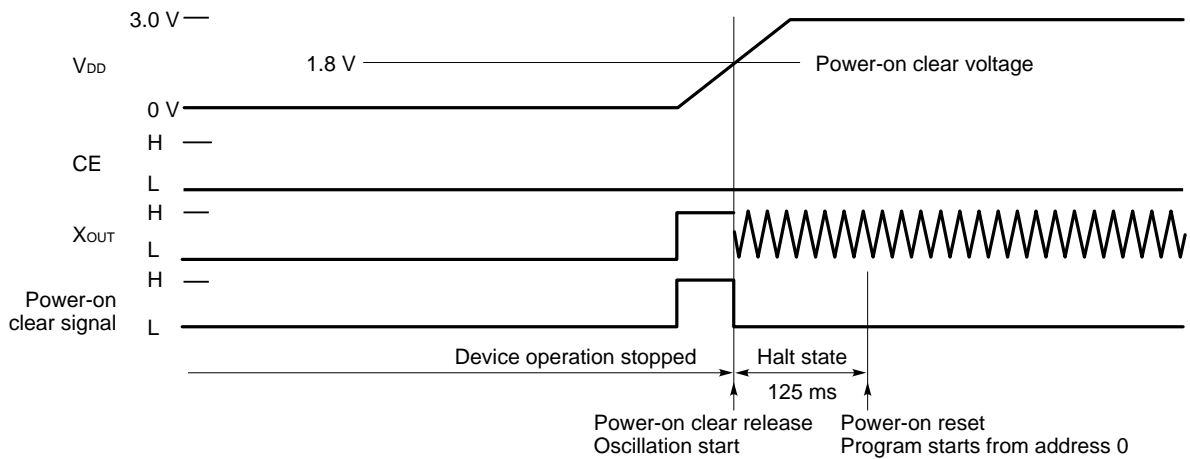 3.0 V
VDD
1.8 V
Power-on clear voltage
0 V
H
CE
L
H
XOUT
L
H
Power-on
clear signal
L
Device operation stopped
Halt state
125 ms
Power-on clear release
Oscillation start
Power-on reset
Program starts from address 0